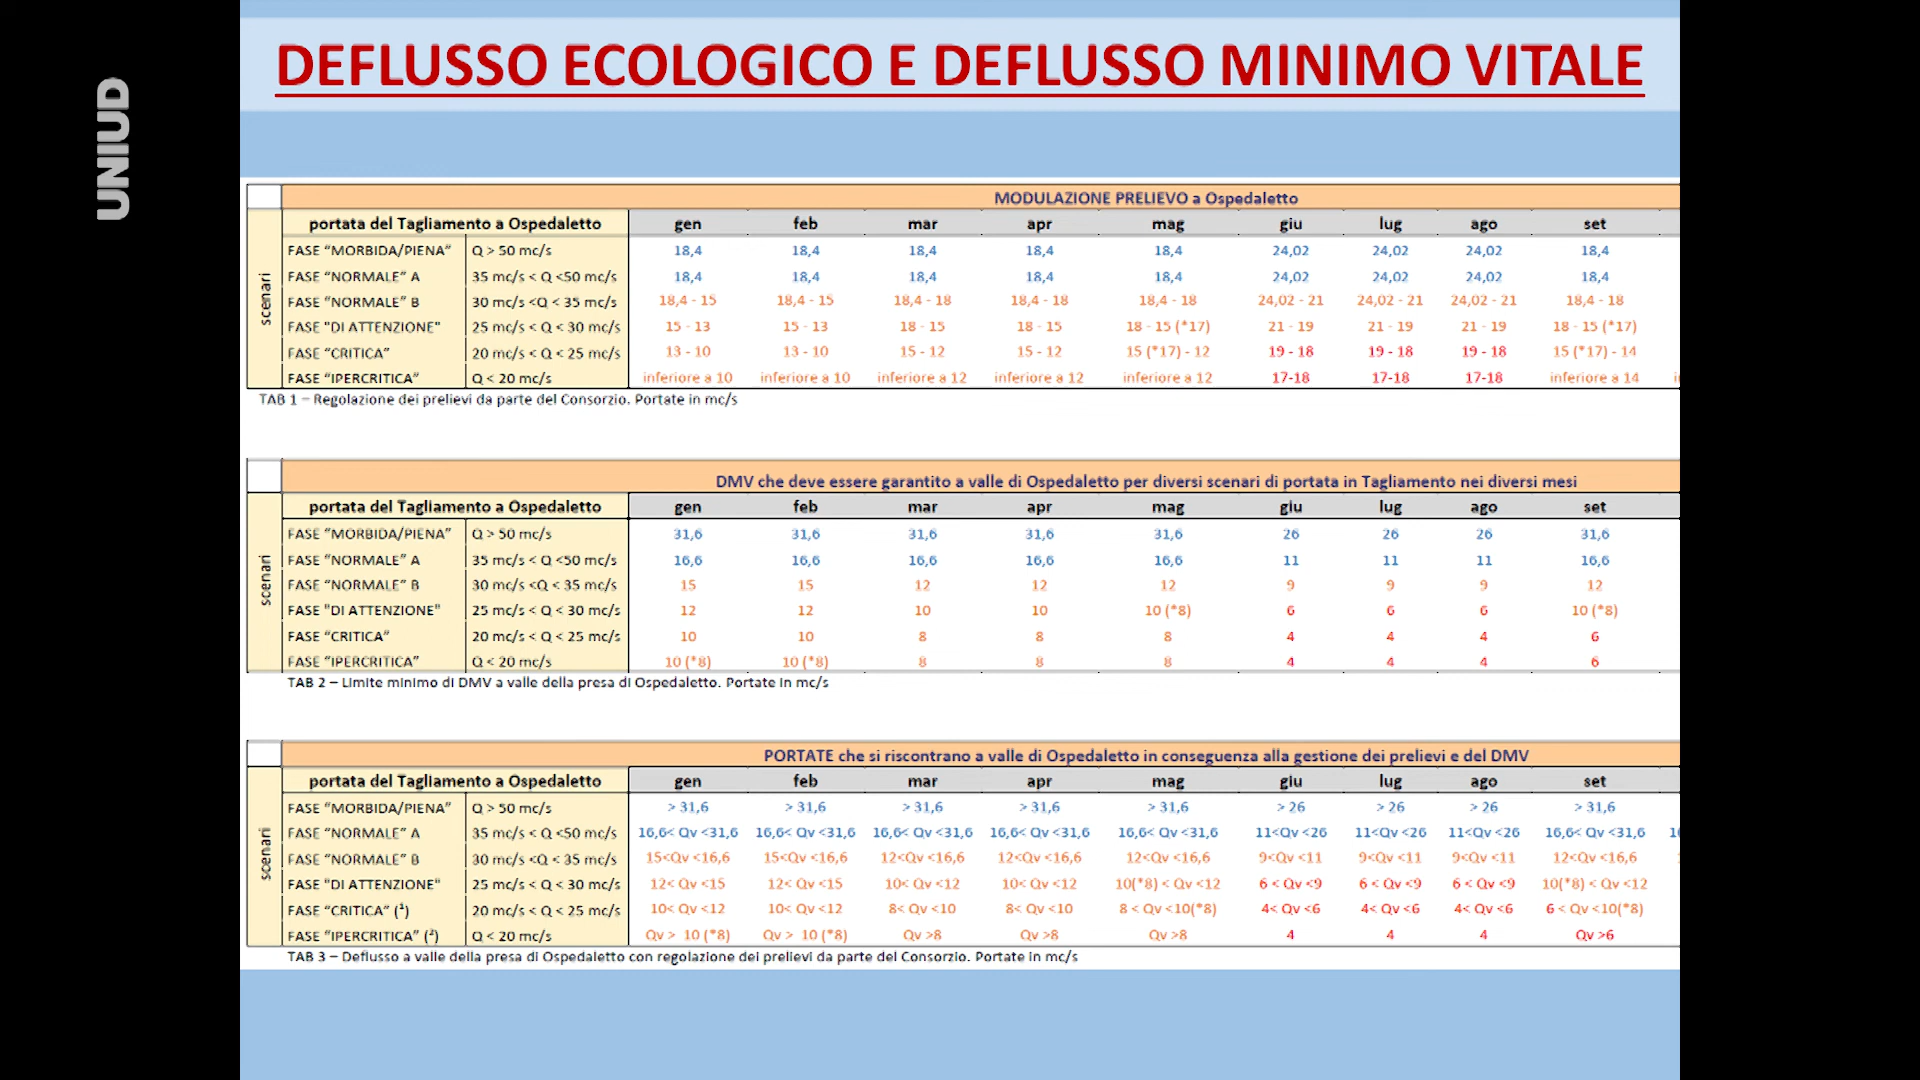 UNIUD
DEFLUSSO ECOLOGICO E DEFLUSSO MINIMO VITALE
MODULAZIONE PRELIEVO a Ospedaletto
portata del Tagliamento a Ospedaletto gen feb mar apr mag giu lug ago set
scenari
FASE “MORBIDA/PIENA” Q > 50 mc/s 18,4 18,4 18,4 18,4 18,4 24,02 24,02 24,02 18,4
FASE “NORMALE” A 35 mc/s < Q <50 mc/s 18,4 18,4 18,4 18,4 18,4 24,02 24,02 24,02 18,4
FASE “NORMALE” B 30 mc/s <Q < 35 mc/s 18,4 - 15 18,4 - 15 18,4 - 18 18,4 - 18 18,4 - 18 24,02 - 21 24,02 - 21 24,02 - 21 18,4 - 18
FASE "DI ATTENZIONE" 25 mc/s < Q < 30 mc/s 15 - 13 15 - 13 18 - 15 18 - 15 18 - 15 (*17) 21 - 19 21 - 19 21 - 19 18 - 15 (*17)
FASE “CRITICA” 20 mc/s < Q < 25 mc/s 13 - 10 13 - 10 15 - 12 15 - 12 15 (*17) - 12 19 - 18 19 - 18 19 - 18 15 (*17) - 14
FASE “IPERCRITICA” Q < 20 mc/s inferiore a 10 inferiore a 10 inferiore a 12 inferiore a 12 inferiore a 12 17-18 17-18 17-18 inferiore a 14
TAB 1 – Regolazione dei prelievi da parte del Consorzio. Portate in mc/s
DMV che deve essere garantito a valle di Ospedaletto per diversi scenari di portata in Tagliamento nei diversi mesi
portata del Tagliamento a Ospedaletto gen feb mar apr mag giu lug ago set
scenari
FASE “MORBIDA/PIENA” Q > 50 mc/s 31,6 31,6 31,6 31,6 31,6 26 26 26 31,6
FASE “NORMALE” A 35 mc/s < Q <50 mc/s 16,6 16,6 16,6 16,6 16,6 11 11 11 16,6
FASE “NORMALE” B 30 mc/s <Q < 35 mc/s 15 15 12 12 12 9 9 9 12
FASE "DI ATTENZIONE" 25 mc/s < Q < 30 mc/s 12 12 10 10 10 (*8) 6 6 6 10 (*8)
FASE “CRITICA” 20 mc/s < Q < 25 mc/s 10 10 8 8 8 4 4 4 6
FASE “IPERCRITICA” Q < 20 mc/s 10 (*8) 10 (*8) 8 8 8 4 4 4 6
TAB 2 – Limite minimo di DMV a valle della presa di Ospedaletto. Portate in mc/s
PORTATE che si riscontrano a valle di Ospedaletto in conseguenza alla gestione dei prelievi e del DMV
portata del Tagliamento a Ospedaletto gen feb mar apr mag giu lug ago set
scenari
FASE “MORBIDA/PIENA” Q > 50 mc/s > 31,6 > 31,6 > 31,6 > 31,6 > 31,6 > 26 > 26 > 26 > 31,6
FASE “NORMALE” A 35 mc/s < Q <50 mc/s 16,6< Qv <31,6 16,6< Qv <31,6 16,6< Qv <31,6 16,6< Qv <31,6 16,6< Qv <31,6 11<Qv <26 11<Qv <26 11<Qv <26 16,6< Qv <31,6
FASE “NORMALE” B 30 mc/s <Q < 35 mc/s 15<Qv <16,6 15<Qv <16,6 12<Qv <16,6 12<Qv <16,6 12<Qv <16,6 9<Qv <11 9<Qv <11 9<Qv <11 12<Qv <16,6
FASE "DI ATTENZIONE" 25 mc/s < Q < 30 mc/s 12< Qv <15 12< Qv <15 10< Qv <12 10< Qv <12 10(*8) < Qv <12 6 < Qv <9 6 < Qv <9 6 < Qv <9 10(*8) < Qv <12
FASE “CRITICA” (¹) 20 mc/s < Q < 25 mc/s 10< Qv <12 10< Qv <12 8< Qv <10 8< Qv <10 8 < Qv <10(*8) 4< Qv <6 4< Qv <6 4< Qv <6 6 < Qv <10(*8)
FASE “IPERCRITICA” (²) Q < 20 mc/s Qv > 10 (*8) Qv > 10 (*8) Qv >8 Qv >8 Qv >8 4 4 4 Qv >6
TAB 3 – Deflusso a valle della presa di Ospedaletto con regolazione dei prelievi da parte del Consorzio. Portate in mc/s